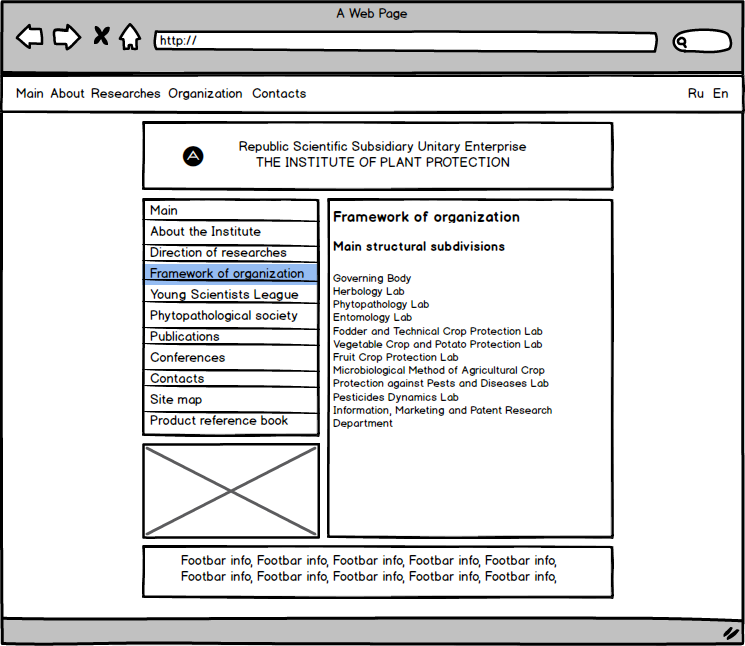 A Web Page
http://
Main About Researches Organization Contacts
Ru En
Republic Scientific Subsidiary Unitary Enterprise
THE INSTITUTE OF PLANT PROTECTION
Main
About the Institute
Direction of researches
Framework of organization
Young Scientists League
Phytopathological society
Publications
Conferences
Contacts
Site map
Product reference book
Framework of organization
Main structural subdivisions
Governing Body
Herbology Lab
Phytopathology Lab
Entomology Lab
Fodder and Technical Crop Protection Lab
Vegetable Crop and Potato Protection Lab
Fruit Crop Protection Lab
Microbiological Method of Agricultural Crop
Protection against Pests and Diseases Lab
Pesticides Dynamics Lab
Information, Marketing and Patent Research
Department
Footbar info, Footbar info, Footbar info, Footbar info, Footbar info,
Footbar info, Footbar info, Footbar info, Footbar info, Footbar info,